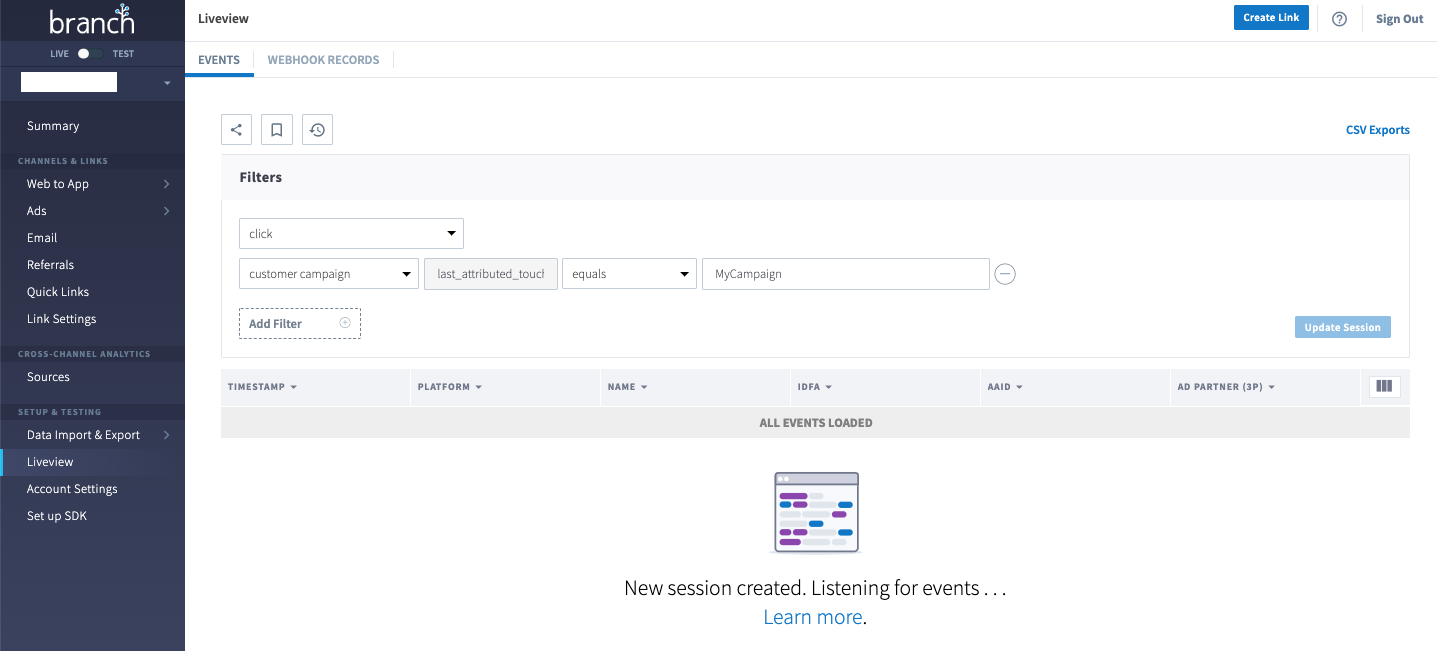 branch
LIVE TEST
Summary
CHANNELS & LINKS
Web to App
Ads
Email
Referrals
Quick Links
Link Settings
CROSS-CHANNEL ANALYTICS
Sources
SETUP & TESTING
Data Import & Export
Liveview
Account Settings
Set up SDK
Liveview
Create Link
Sign Out
EVENTS WEBHOOK RECORDS
CSV Exports
Filters
click
customer campaign last_attributed_touch equals MyCampaign
Add Filter
Update Session
TIMESTAMP PLATFORM NAME IDFA AAID AD PARTNER (3P)
ALL EVENTS LOADED
New session created. Listening for events . . .
Learn more.